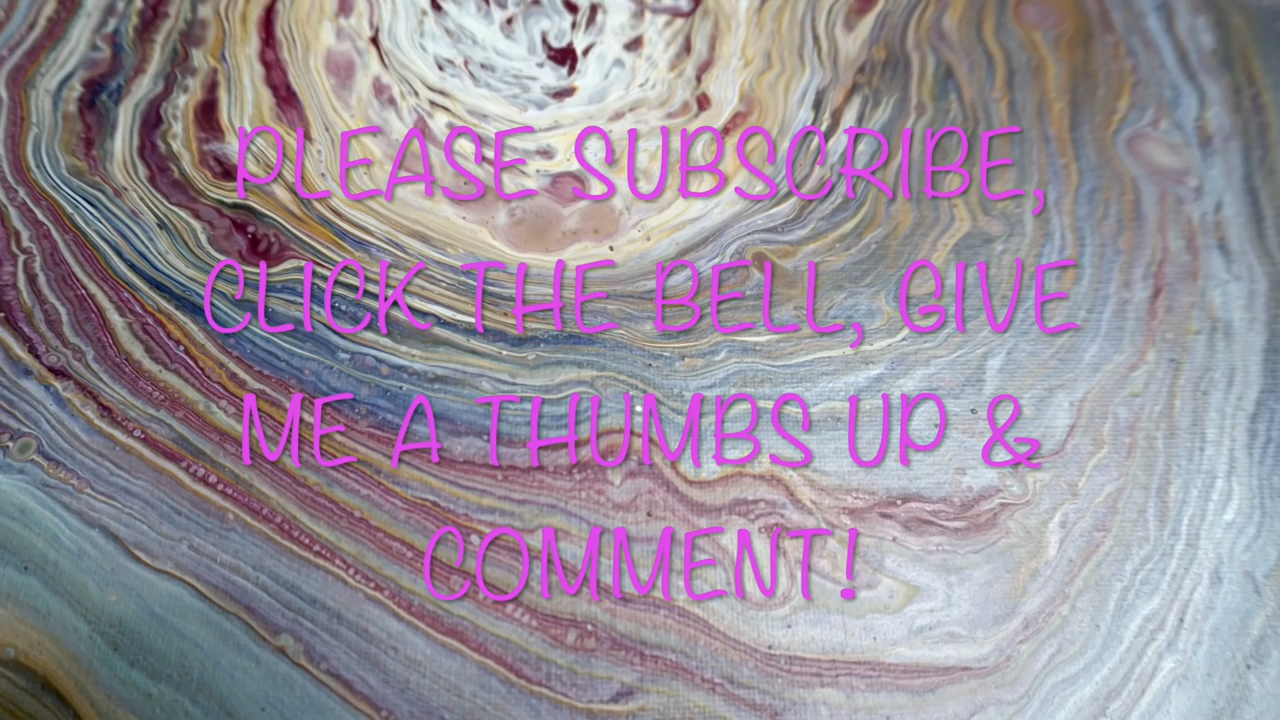 PLEASE SUBSCRIBE,
CLICK THE BELL, GIVE
ME A THUMBS UP &
COMMENT!